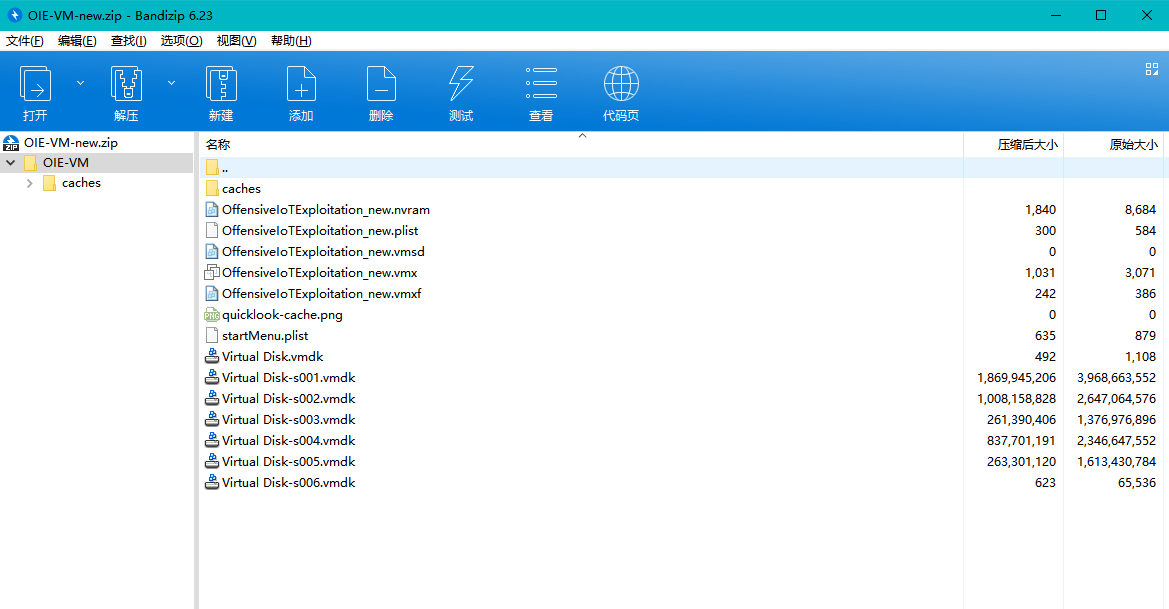 OIE-VM-new.zip - Bandizip 6.23
文件(F) 编辑(E) 查找(I) 选项(O) 视图(V) 帮助(H)
打开 解压 新建 添加 删除 测试 查看 代码页
OIE-VM-new.zip
OIE-VM
caches
名称 压缩后大小 原始大小
..
caches
OffensiveIoTExploitation_new.nvram 1,840 8,684
OffensiveIoTExploitation_new.plist 300 584
OffensiveIoTExploitation_new.vmsd 0 0
OffensiveIoTExploitation_new.vmx 1,031 3,071
OffensiveIoTExploitation_new.vmxf 242 386
quicklook-cache.png 0 0
startMenu.plist 635 879
Virtual Disk.vmdk 492 1,108
Virtual Disk-s001.vmdk 1,869,945,206 3,968,663,552
Virtual Disk-s002.vmdk 1,008,158,828 2,647,064,576
Virtual Disk-s003.vmdk 261,390,406 1,376,976,896
Virtual Disk-s004.vmdk 837,701,191 2,346,647,552
Virtual Disk-s005.vmdk 263,301,120 1,613,430,784
Virtual Disk-s006.vmdk 623 65,536